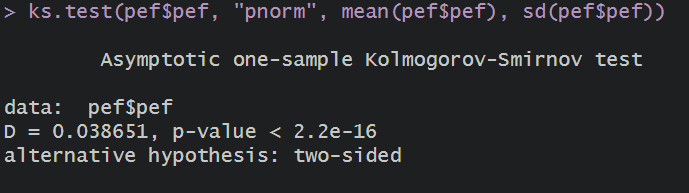 > ks.test(pef$pef, "pnorm", mean(pef$pef), sd(pef$pef))
Asymptotic one-sample Kolmogorov-Smirnov test
data:  pef$pef
D = 0.038651, p-value < 2.2e-16
alternative hypothesis: two-sided